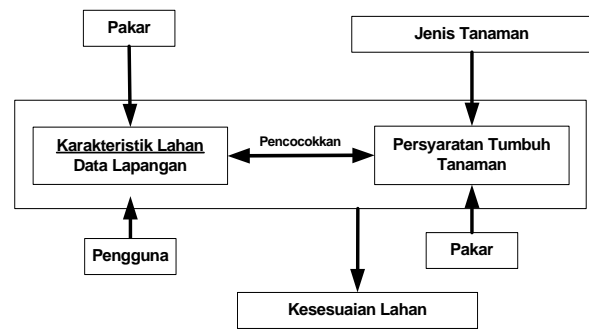 Pakar
Jenis Tanaman
Karakteristik Lahan
Data Lapangan
Pencocokkan
Persyaratan Tumbuh
Tanaman
Pengguna
Pakar
Kesesuaian Lahan